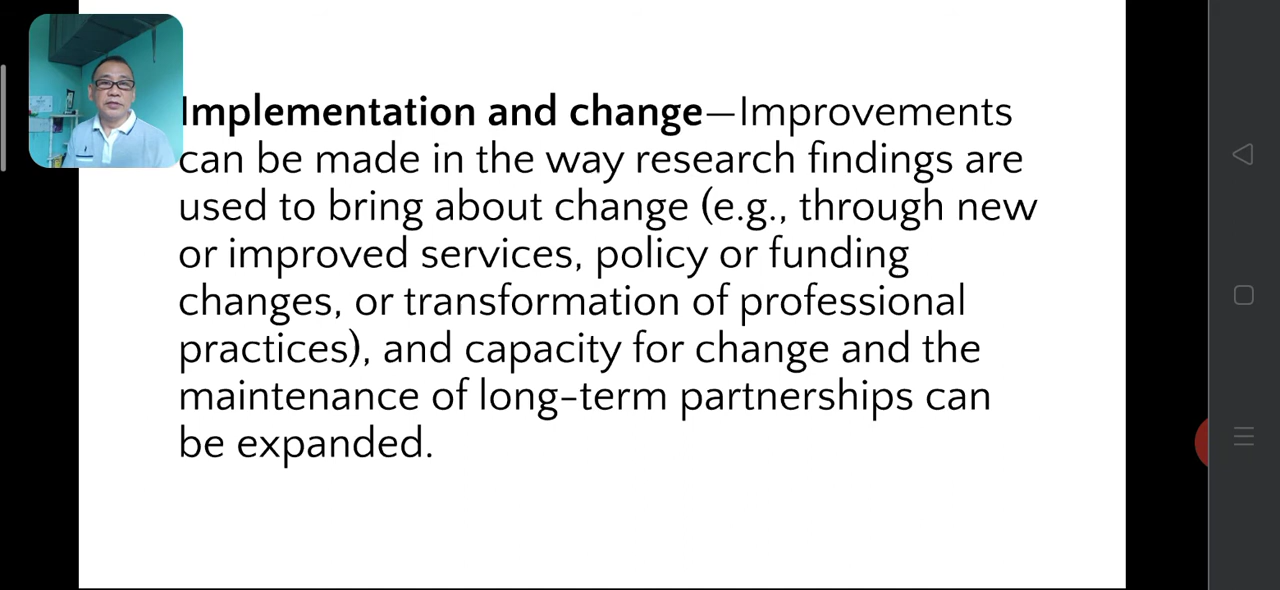 Implementation and change—Improvements
can be made in the way research findings are
used to bring about change (e.g., through new
or improved services, policy or funding
changes, or transformation of professional
practices), and capacity for change and the
maintenance of long-term partnerships can
be expanded.